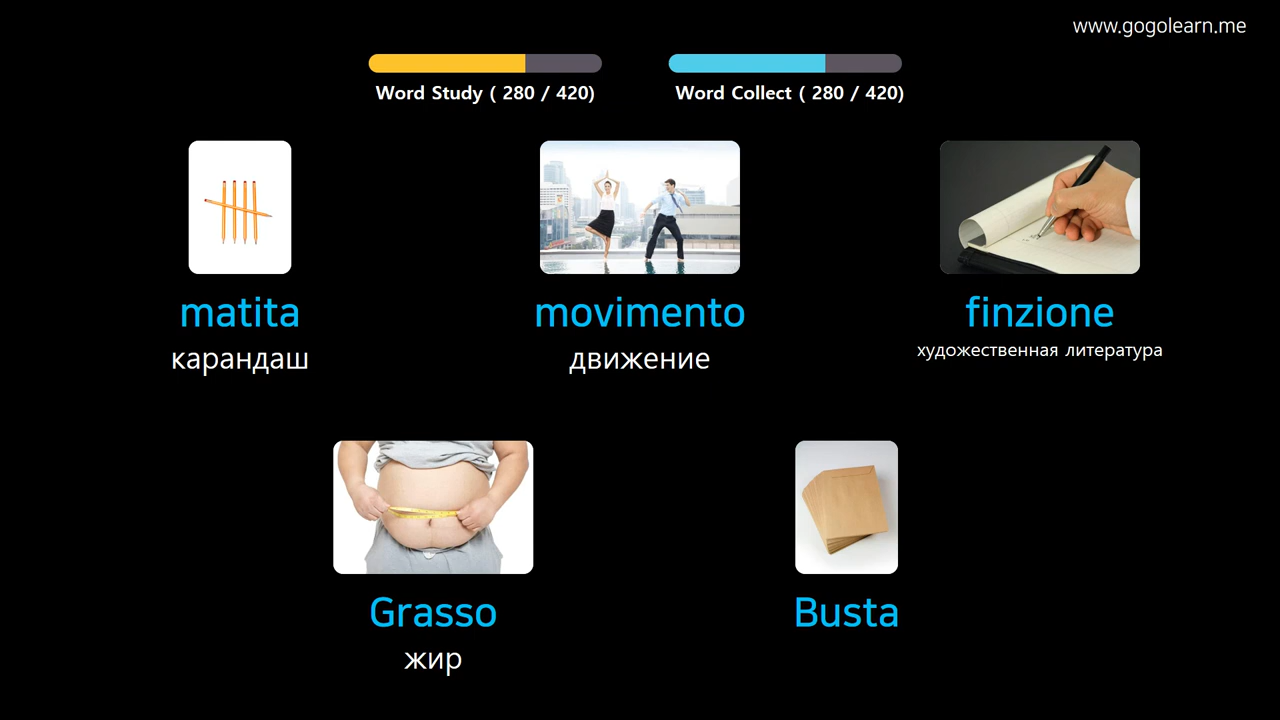 www.gogolearn.me
Word Study ( 280 / 420)
Word Collect ( 280 / 420)
matita
карандаш
movimento
движение
finzione
художественная литература
Grasso
жир
Busta